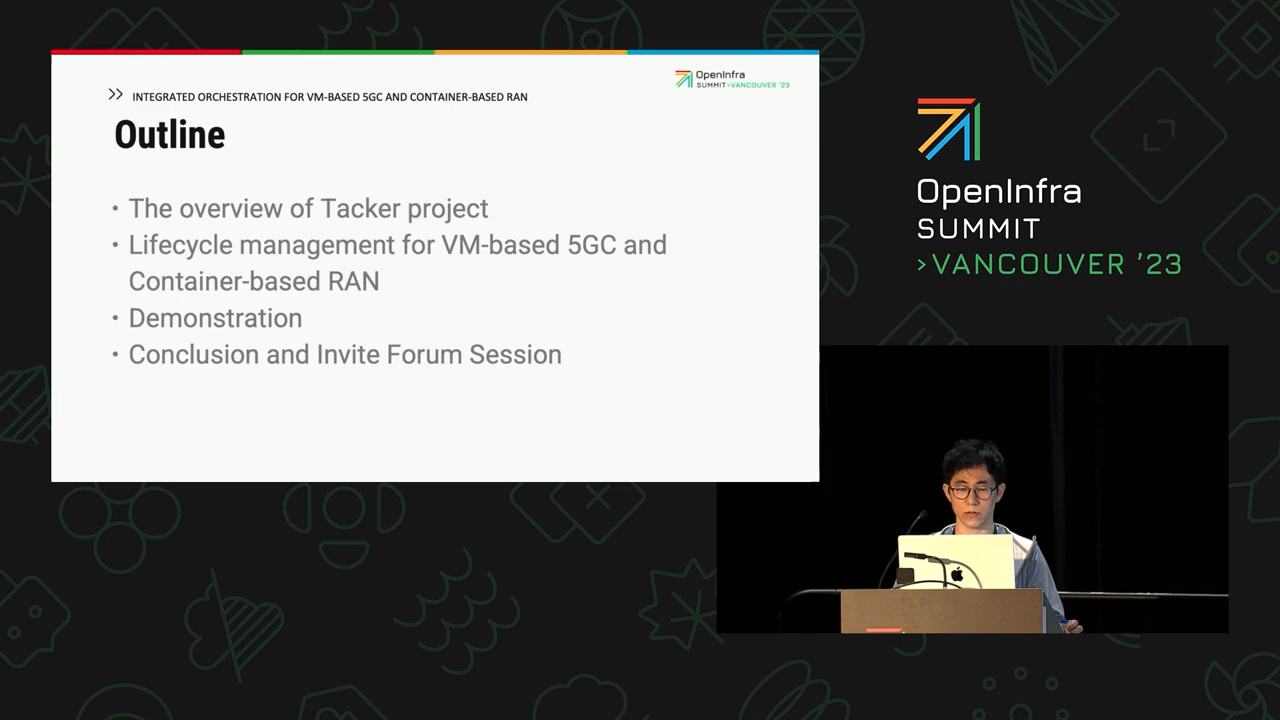 INTEGRATED ORCHESTRATION FOR VM-BASED 5GC AND CONTAINER-BASED RAN
OpenInfra
SUMMIT >VANCOUVER '23
Outline
• The overview of Tacker project
• Lifecycle management for VM-based 5GC and
Container-based RAN
• Demonstration
• Conclusion and Invite Forum Session
OpenInfra
SUMMIT
>VANCOUVER '23